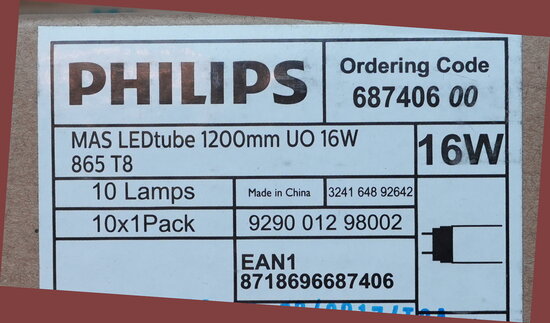 PHILIPS
Ordering Code
687406 00
MAS LEDtube 1200mm UO 16W
865 T8
16W
10 Lamps
Made in China
3241 648 92642
10x1Pack
9290 012 98002
EAN1
8718696687406